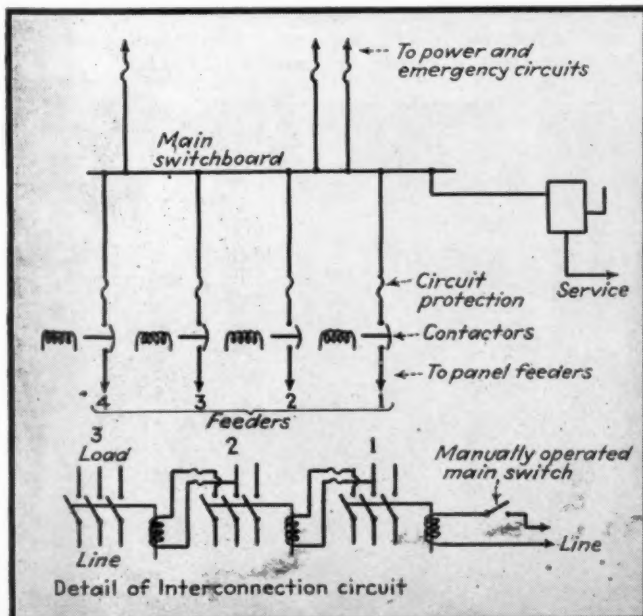 To power and
emergency circuits
Main
switchboard
Circuit
protection
Service
Contactors
To panel feeders
4 3 2 1
Feeders
3 2 1
Load
Manually operated
main switch
Line Line
Detail of Interconnection circuit